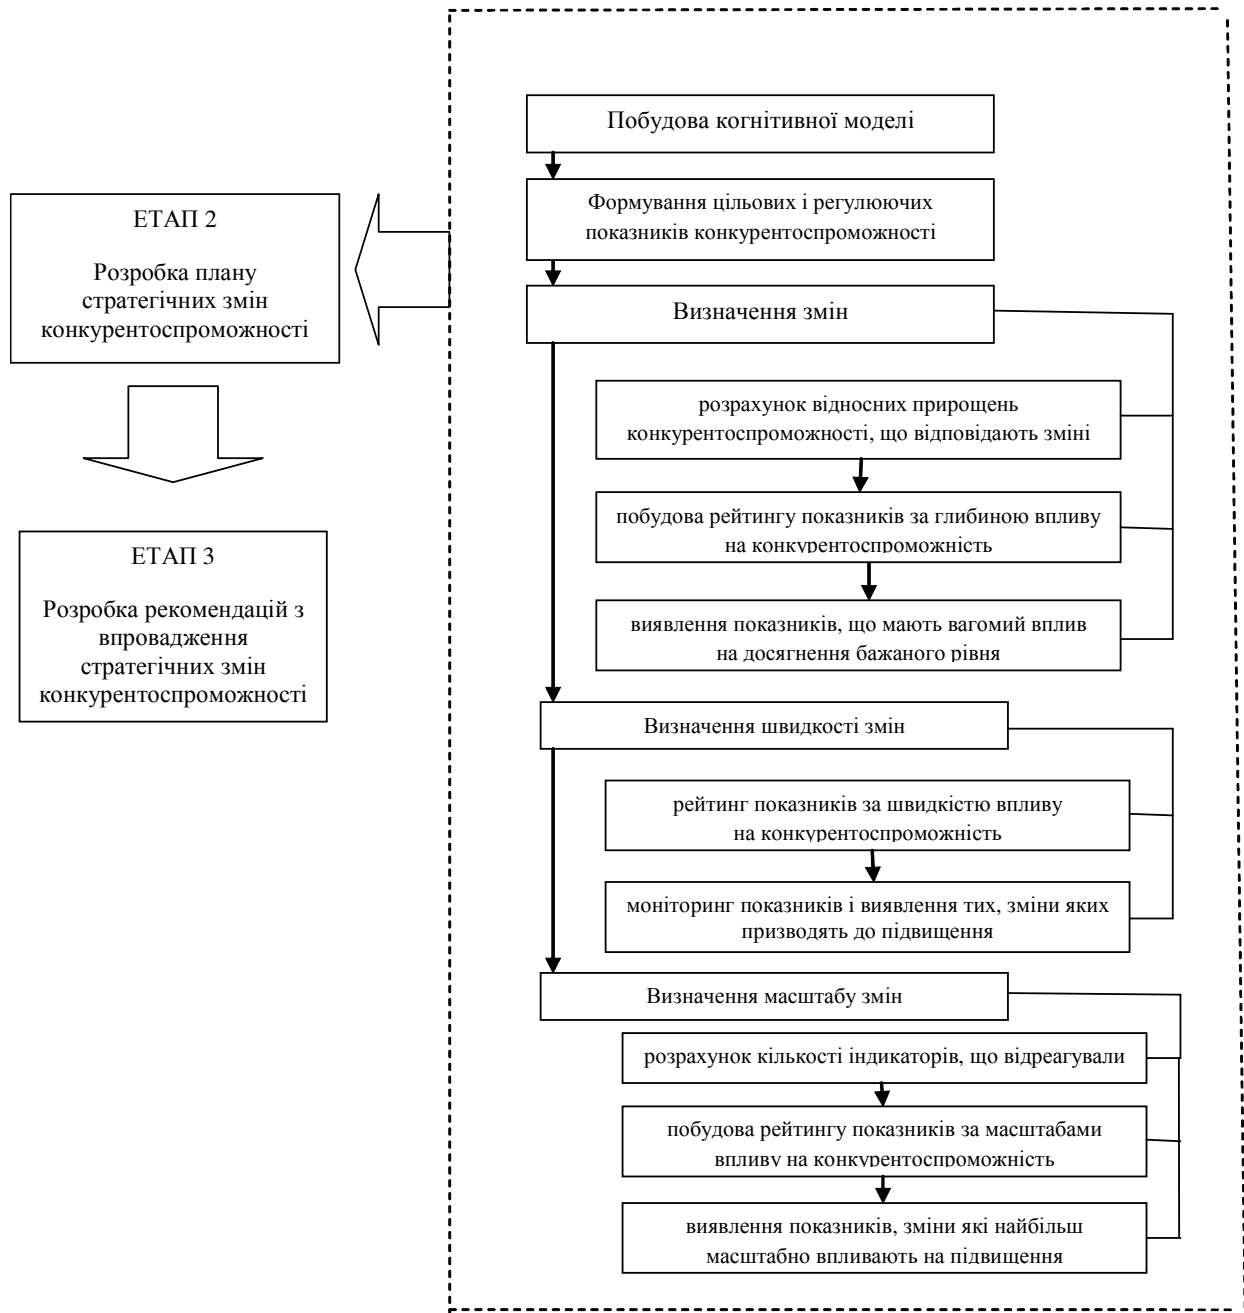 Побудова когнітивної моделі
Формування цільових і регулюючих
показників конкурентоспроможності
ЕТАП 2
Розробка плану
стратегічних змін
конкурентоспроможності
Визначення змін
розрахунок відносних прирощень
конкурентоспроможності, що відповідають зміні
побудова рейтингу показників за глибиною впливу
на конкурентоспроможність
ЕТАП 3
Розробка рекомендацій з
впровадження
стратегічних змін
конкурентоспроможності
виявлення показників, що мають вагомий вплив
на досягнення бажаного рівня
Визначення швидкості змін
рейтинг показників за швидкістю впливу
на конкурентоспроможність
моніторинг показників і виявлення тих, зміни яких
призводять до підвищення
Визначення масштабу змін
розрахунок кількості індикаторів, що відреагували
побудова рейтингу показників за масштабами
впливу на конкурентоспроможність
виявлення показників, зміни які найбільш
масштабно впливають на підвищення